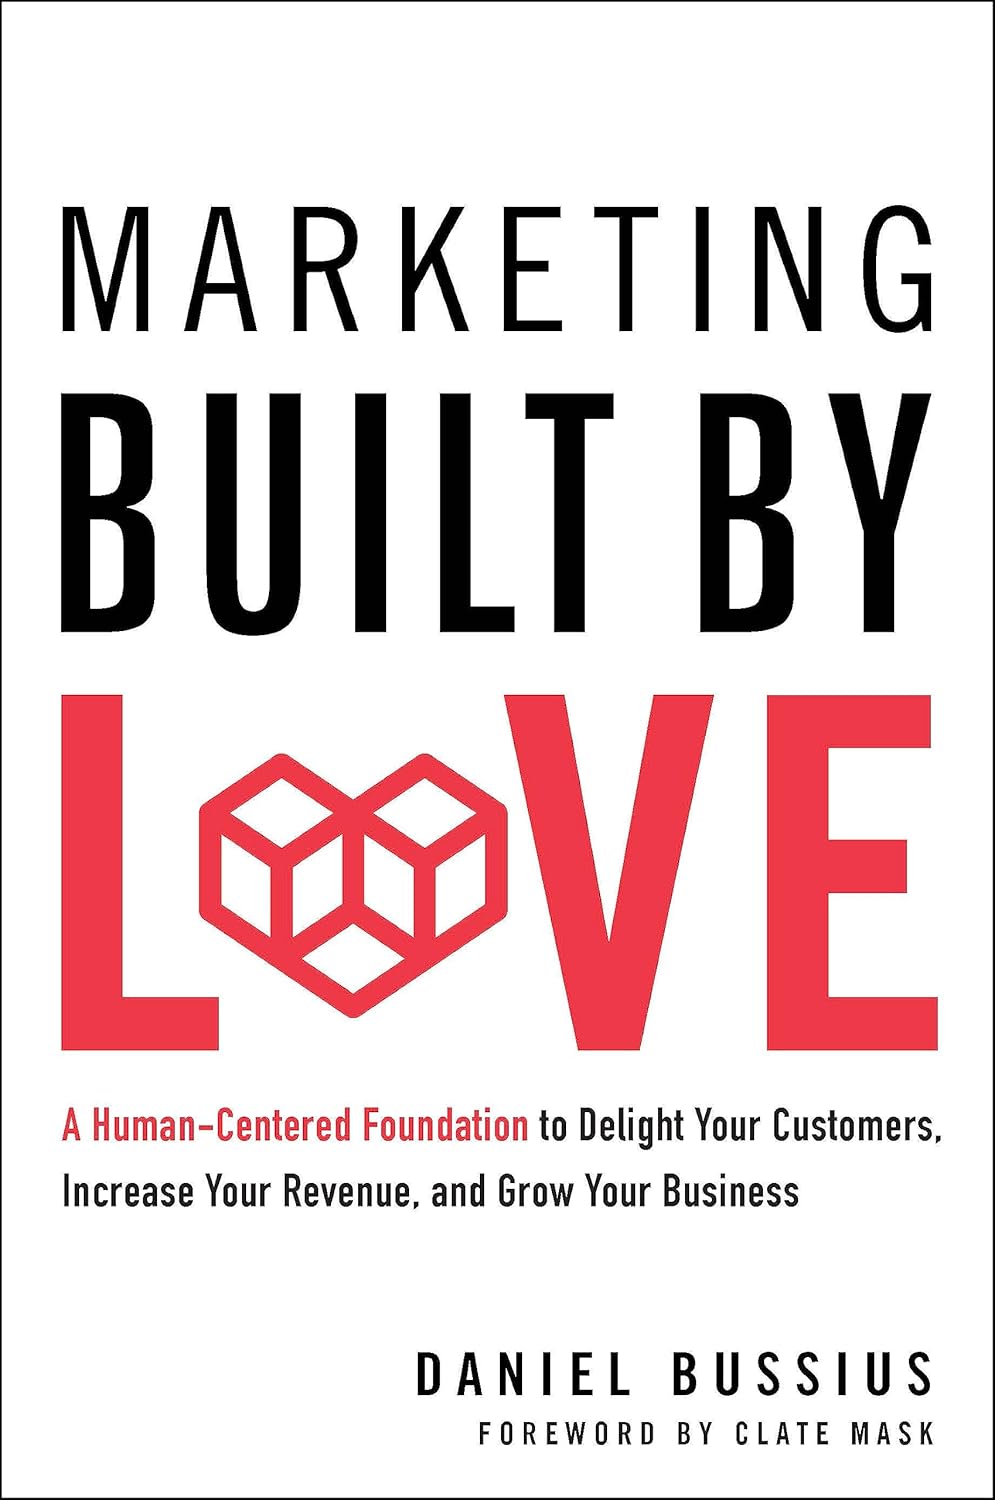 MARKETING
BUILT BY
LOVE
A Human-Centered Foundation to Delight Your Customers,
Increase Your Revenue, and Grow Your Business
DANIEL BUSSIUS
FOREWORD BY CLATE MASK